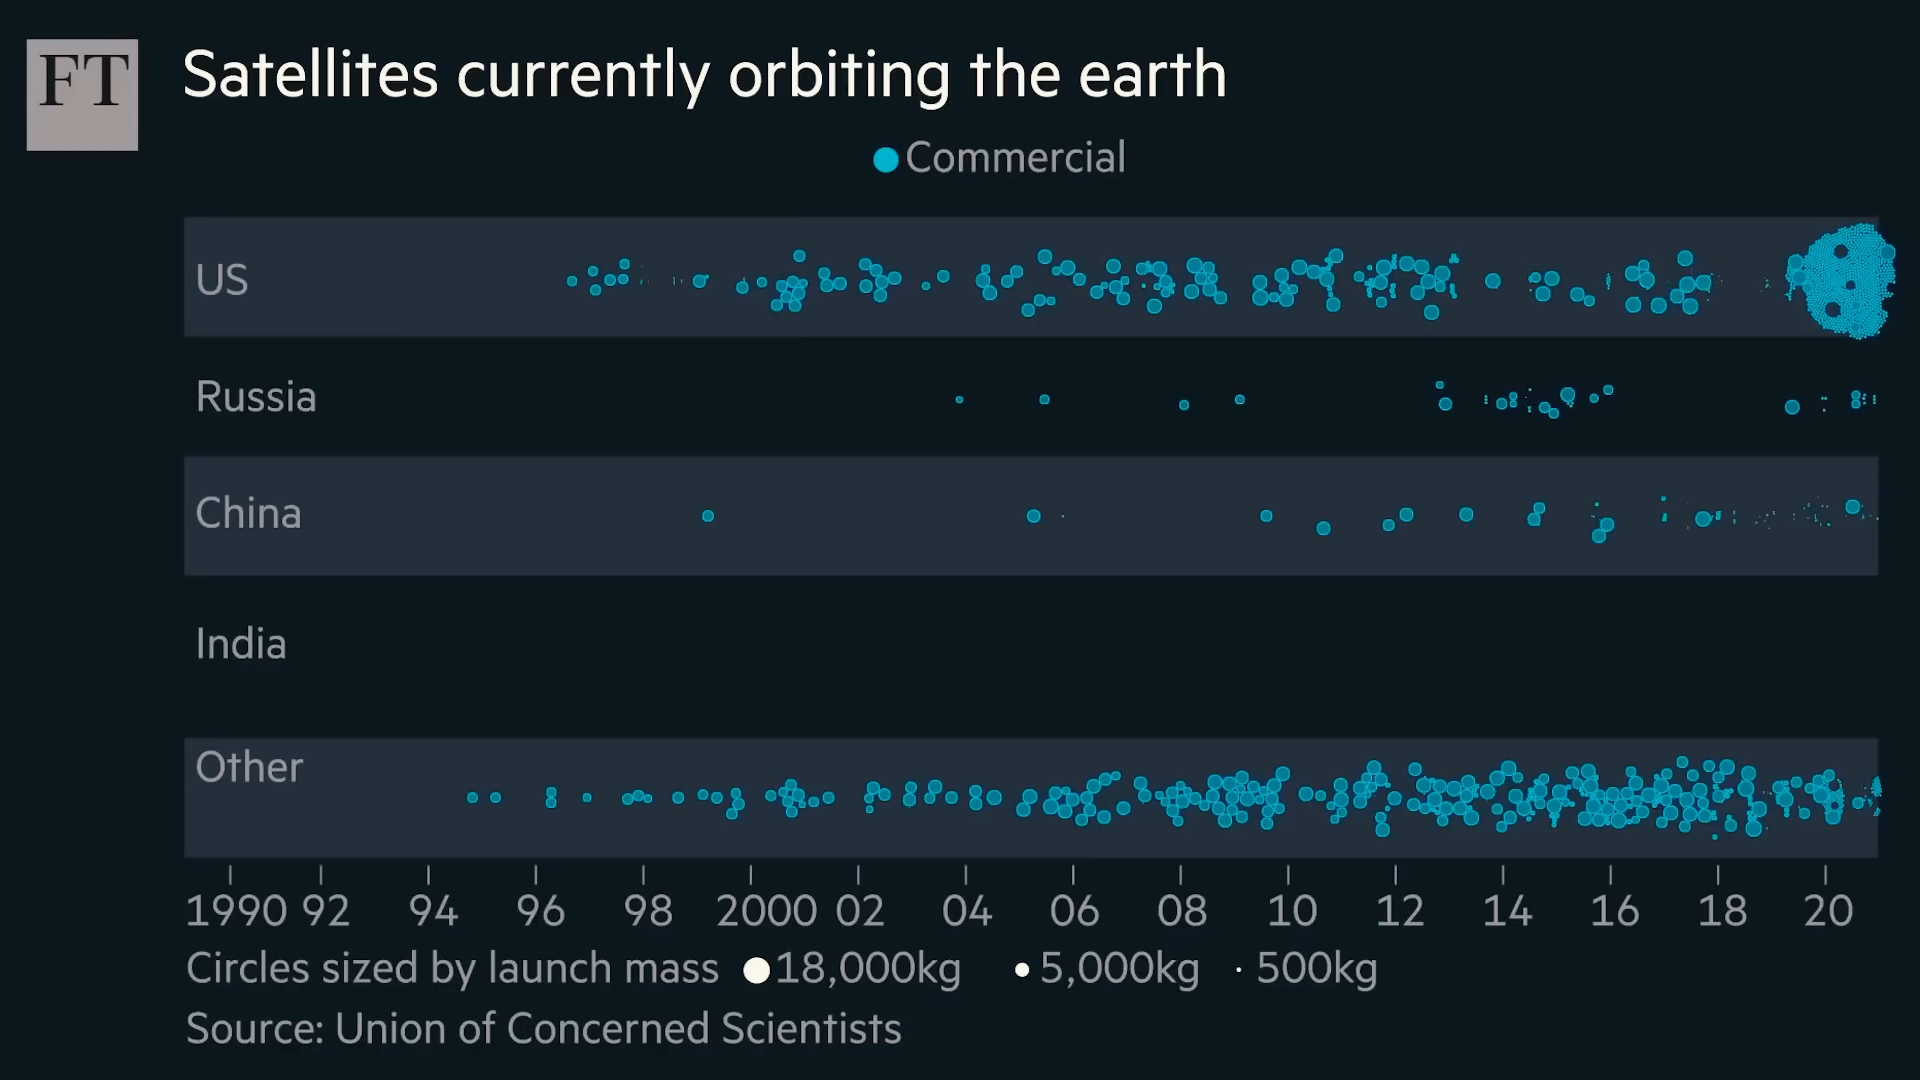 FT
Satellites currently orbiting the earth
Commercial
US
Russia
China
India
Other
1990 92 94 96 98 2000 02 04 06 08 10 12 14 16 18 20
Circles sized by launch mass 18,000kg 5,000kg 500kg
Source: Union of Concerned Scientists